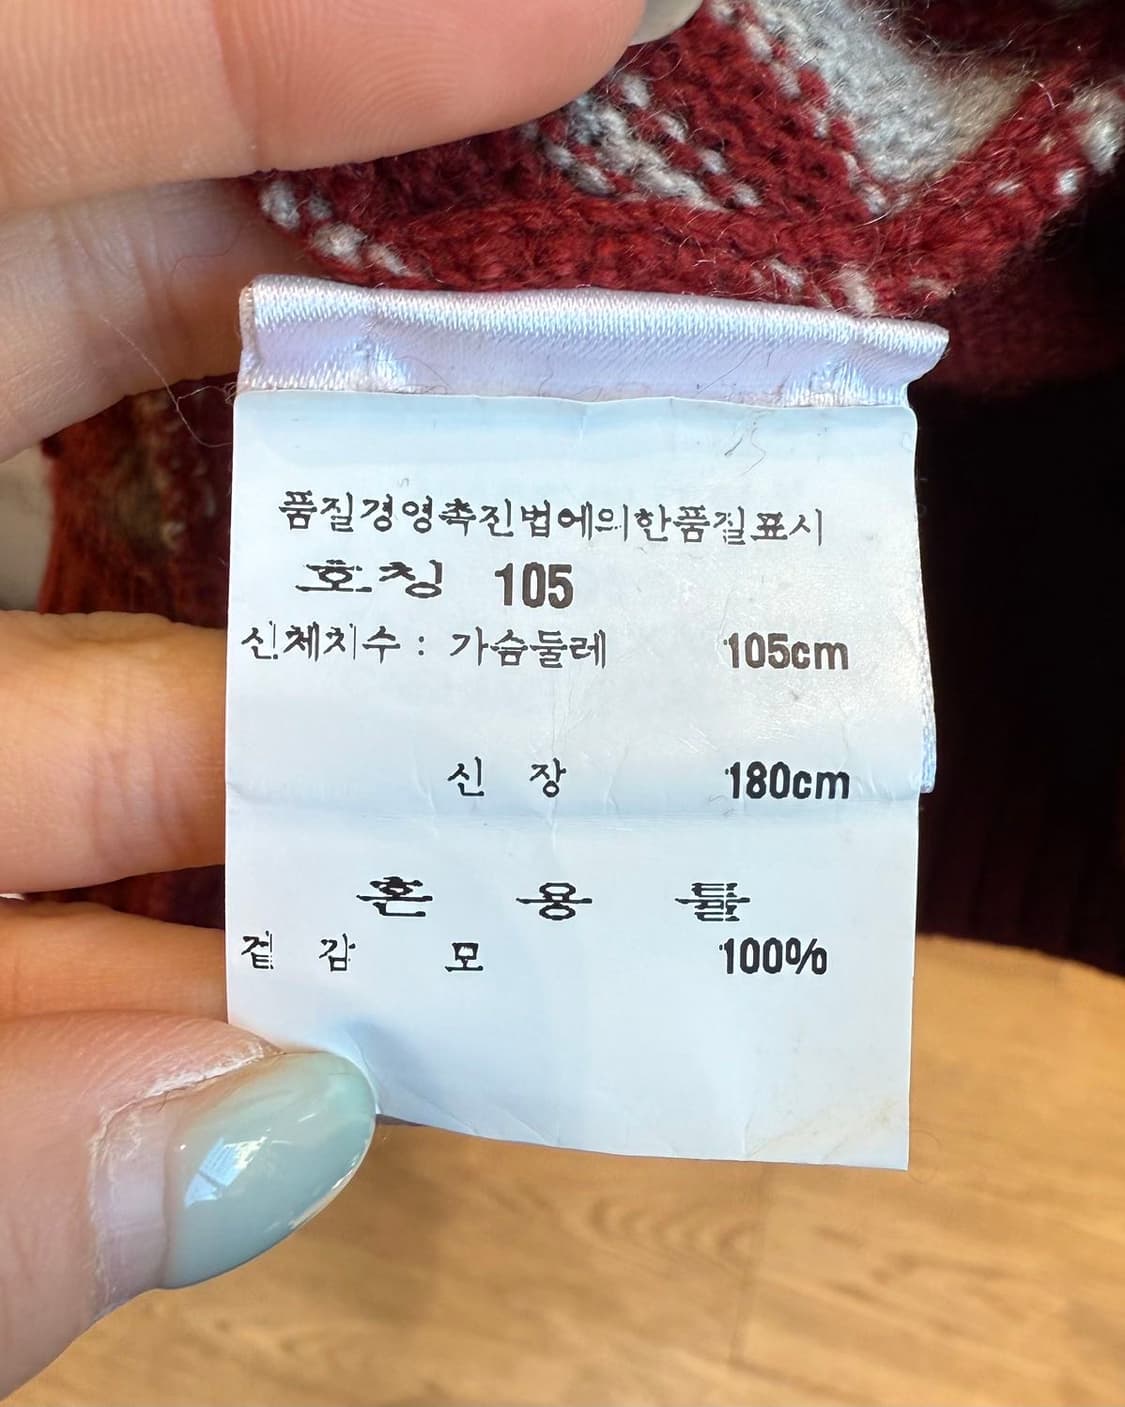 품질경영촉진법에의한품질표시
호칭 105
신체치수 : 가슴둘레 105cm
신 장 180cm
혼 용 률
겉 감 모 100%